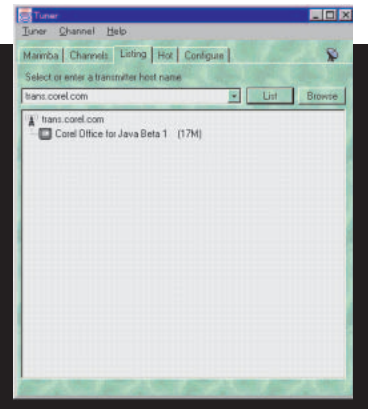 Tuner
Tuner Channel Help
Marimba Channels Listing Hot Configure
Select or enter a transmitter host name
trans.corel.com List Browse
trans.corel.com
Corel Office for Java Beta 1 (17M)